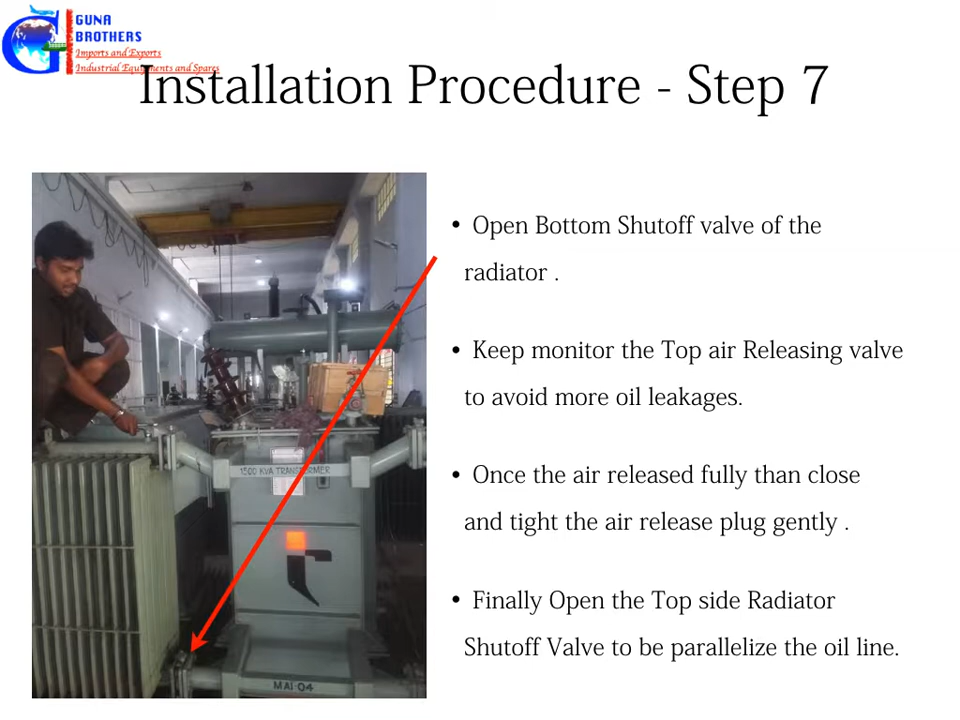 GUNA
BROTHERS
Imports and Exports
Industrial Equipments and Spares
Installation Procedure - Step 7
• Open Bottom Shutoff valve of the
radiator .
• Keep monitor the Top air Releasing valve
to avoid more oil leakages.
• Once the air released fully than close
and tight the air release plug gently .
• Finally Open the Top side Radiator
Shutoff Valve to be parallelize the oil line.
1500 KVA TRANSFORMER
MAI-04